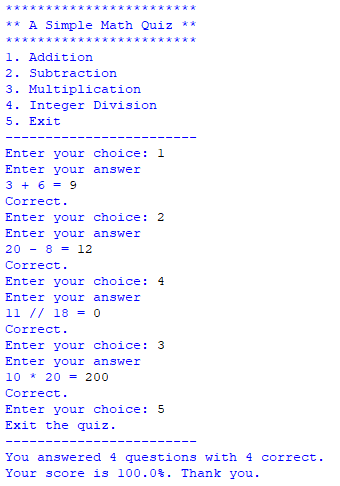 ************************
** A Simple Math Quiz **
************************
1. Addition
2. Subtraction
3. Multiplication
4. Integer Division
5. Exit
------------------------
Enter your choice: 1
Enter your answer
3 + 6 = 9
Correct.
Enter your choice: 2
Enter your answer
20 - 8 = 12
Correct.
Enter your choice: 4
Enter your answer
11 // 18 = 0
Correct.
Enter your choice: 3
Enter your answer
10 * 20 = 200
Correct.
Enter your choice: 5
Exit the quiz.
------------------------
You answered 4 questions with 4 correct.
Your score is 100.0%. Thank you.